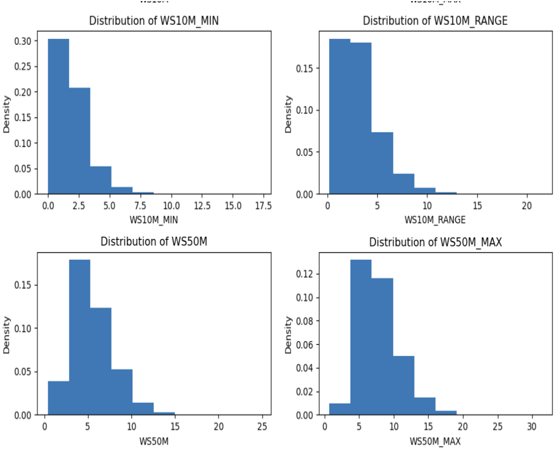 Distribution of WS10M_MIN
Density
0.30
0.25
0.20
0.15
0.10
0.05
0.00
0.0 2.5 5.0 7.5 10.0 12.5 15.0 17.5
WS10M_MIN
Distribution of WS10M_RANGE
Density
0.15
0.10
0.05
0.00
0 5 10 15 20
WS10M_RANGE
Distribution of WS50M
Density
0.15
0.10
0.05
0.00
0 5 10 15 20 25
WS50M
Distribution of WS50M_MAX
Density
0.12
0.10
0.08
0.06
0.04
0.02
0.00
0 5 10 15 20 25 30
WS50M_MAX